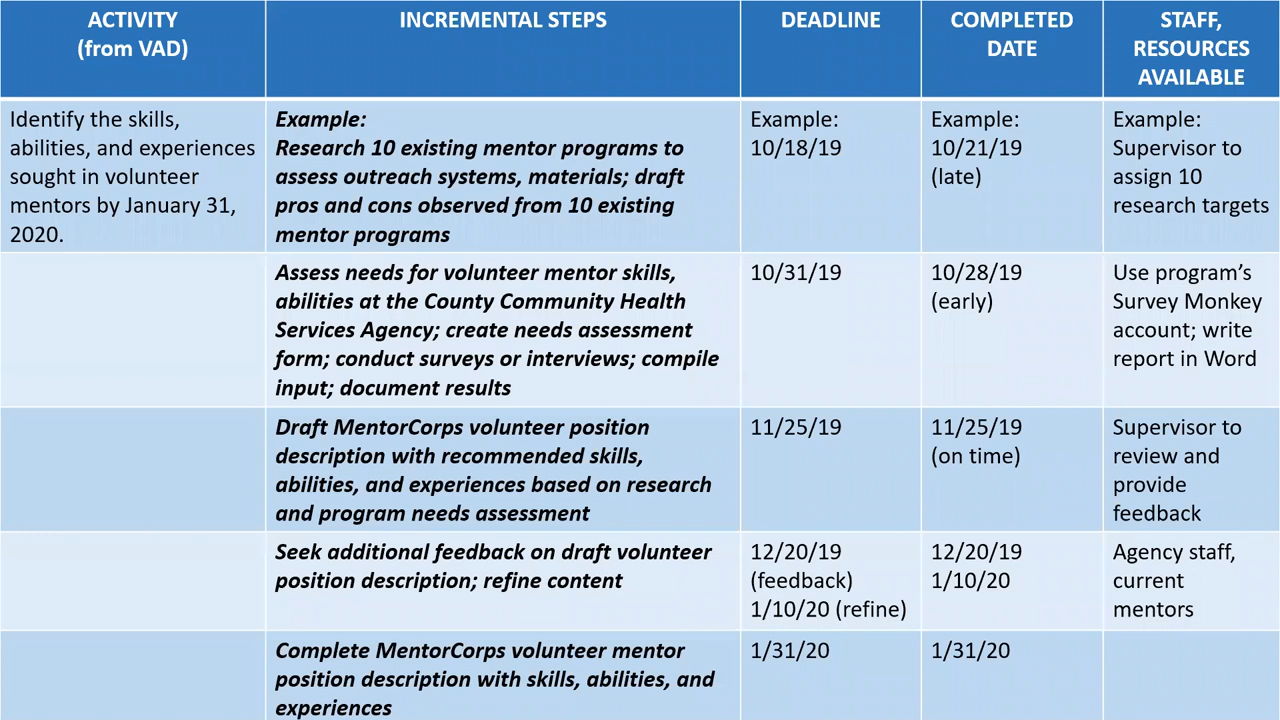 ACTIVITY
(from VAD)
INCREMENTAL STEPS
DEADLINE
COMPLETED
DATE
STAFF,
RESOURCES
AVAILABLE
Identify the skills,
abilities, and experiences
sought in volunteer
mentors by January 31,
2020.
Example:
Research 10 existing mentor programs to
assess outreach systems, materials; draft
pros and cons observed from 10 existing
mentor programs
Example:
10/18/19
Example:
10/21/19
(late)
Example:
Supervisor to
assign 10
research targets
Assess needs for volunteer mentor skills,
abilities at the County Community Health
Services Agency; create needs assessment
form; conduct surveys or interviews; compile
input; document results
10/31/19
10/28/19
(early)
Use program’s
Survey Monkey
account; write
report in Word
Draft MentorCorps volunteer position
description with recommended skills,
abilities, and experiences based on research
and program needs assessment
11/25/19
11/25/19
(on time)
Supervisor to
review and
provide
feedback
Seek additional feedback on draft volunteer
position description; refine content
12/20/19
(feedback)
1/10/20 (refine)
12/20/19
1/10/20
Agency staff,
current
mentors
Complete MentorCorps volunteer mentor
position description with skills, abilities, and
experiences
1/31/20
1/31/20